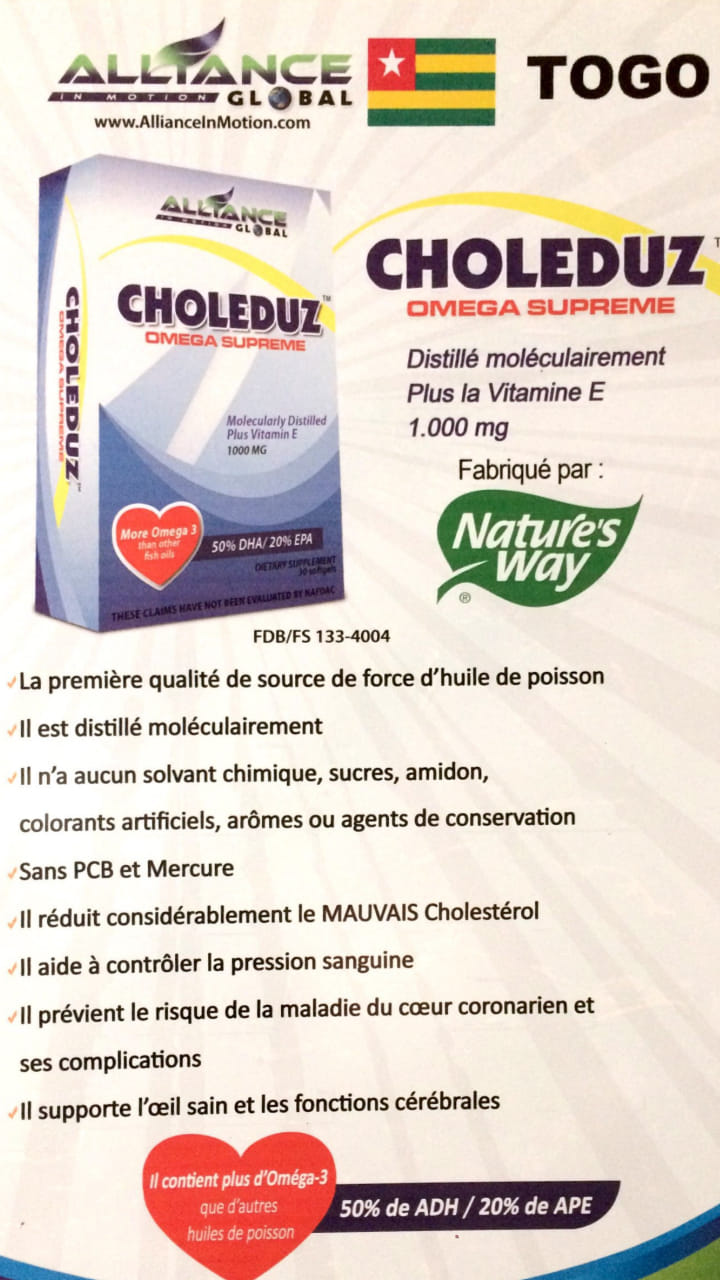 ALLIANCE
IN MOTION GLOBAL
www.AllianceInMotion.com
TOGO
ALLIANCE
IN MOTION GLOBAL
CHOLEDUZ™
OMEGA SUPREME
Molecularly Distilled
Plus Vitamin E
1000 MG
More Omega 3
than other
fish oils
50% DHA/ 20% EPA
DIETARY SUPPLEMENT
30 softgels
THESE CLAIMS HAVE NOT BEEN EVALUATED BY NAFDAC
CHOLEDUZ™
OMEGA SUPREME
CHOLEDUZ™
OMEGA SUPREME
Distillé moléculairement
Plus la Vitamine E
1.000 mg
Fabriqué par :
Nature's
Way
®
FDB/FS 133-4004
✓La première qualité de source de force d'huile de poisson
✓Il est distillé moléculairement
✓Il n'a aucun solvant chimique, sucres, amidon,
colorants artificiels, arômes ou agents de conservation
✓Sans PCB et Mercure
✓Il réduit considérablement le MAUVAIS Cholestérol
✓Il aide à contrôler la pression sanguine
✓Il prévient le risque de la maladie du cœur coronarien et
ses complications
✓Il supporte l'œil sain et les fonctions cérébrales
Il contient plus d'Oméga-3
que d'autres
huiles de poisson
50% de ADH / 20% de APE